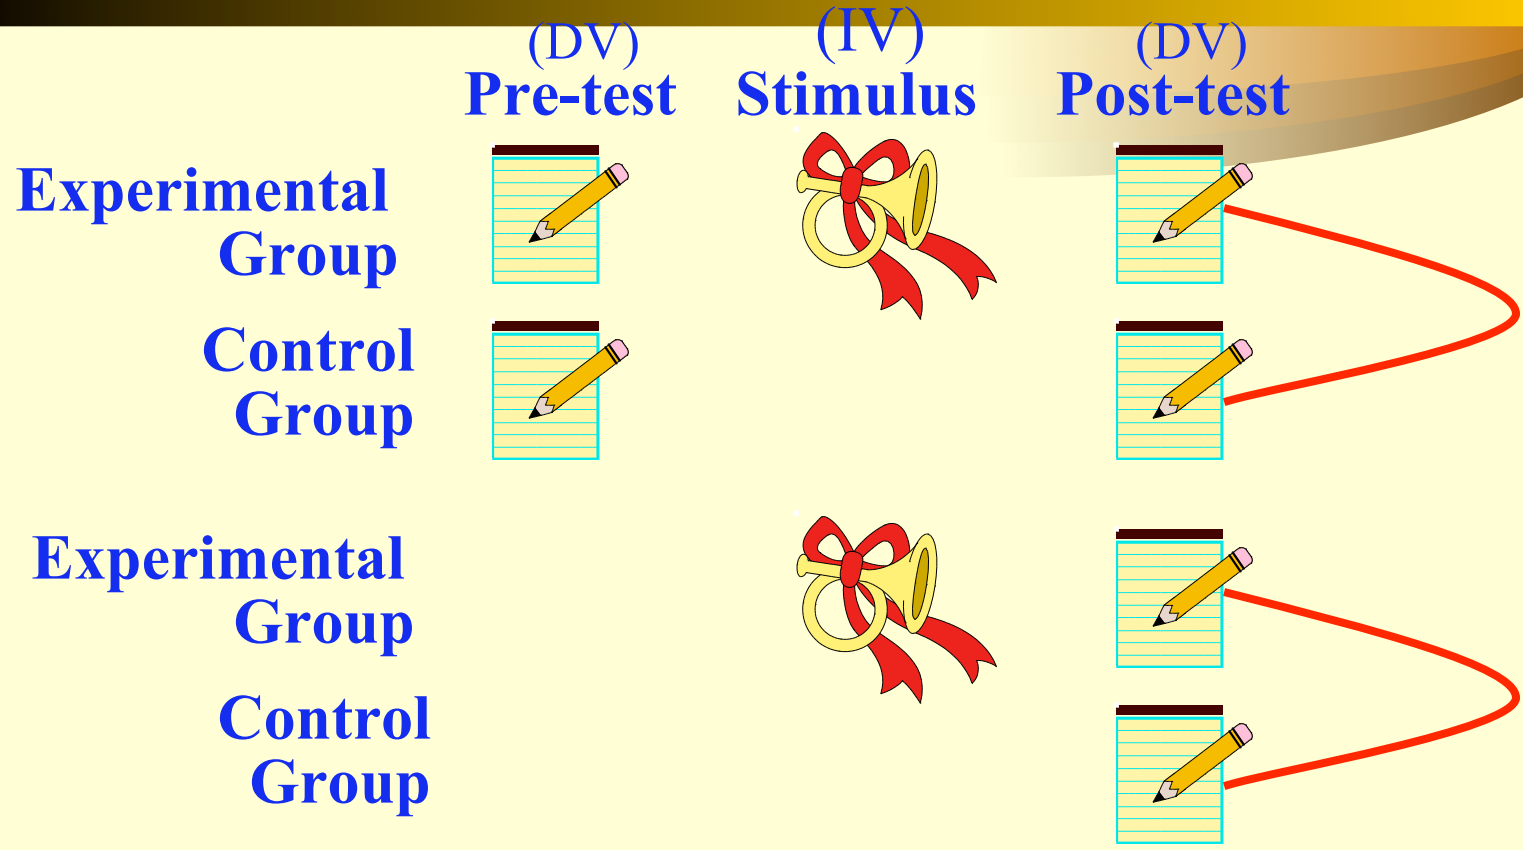 (DV) (IV) (DV)
Pre-test Stimulus Post-test
Experimental
Group
Control
Group
Experimental
Group
Control
Group